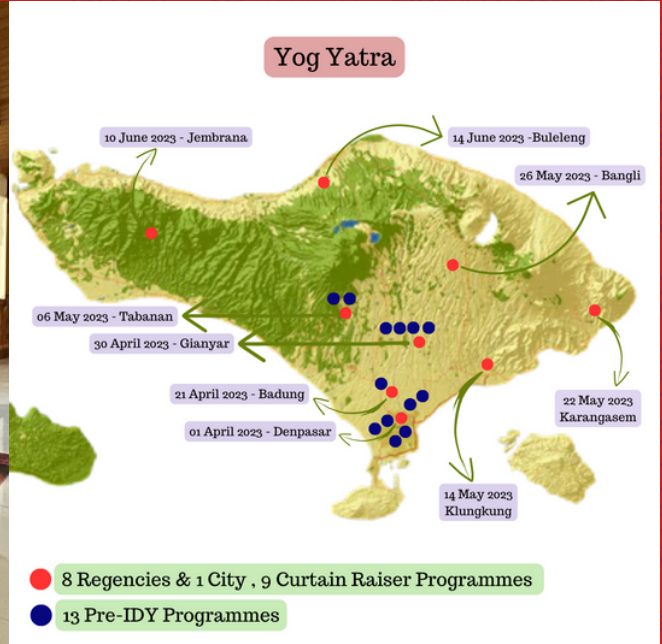 Yog Yatra
10 June 2023 - Jembrana
14 June 2023 -Buleleng
26 May 2023 - Bangli
06 May 2023 - Tabanan
30 April 2023 - Gianyar
21 April 2023 - Badung
22 May 2023
Karangasem
01 April 2023 - Denpasar
14 May 2023
Klungkung
8 Regencies & 1 City , 9 Curtain Raiser Programmes
13 Pre-IDY Programmes